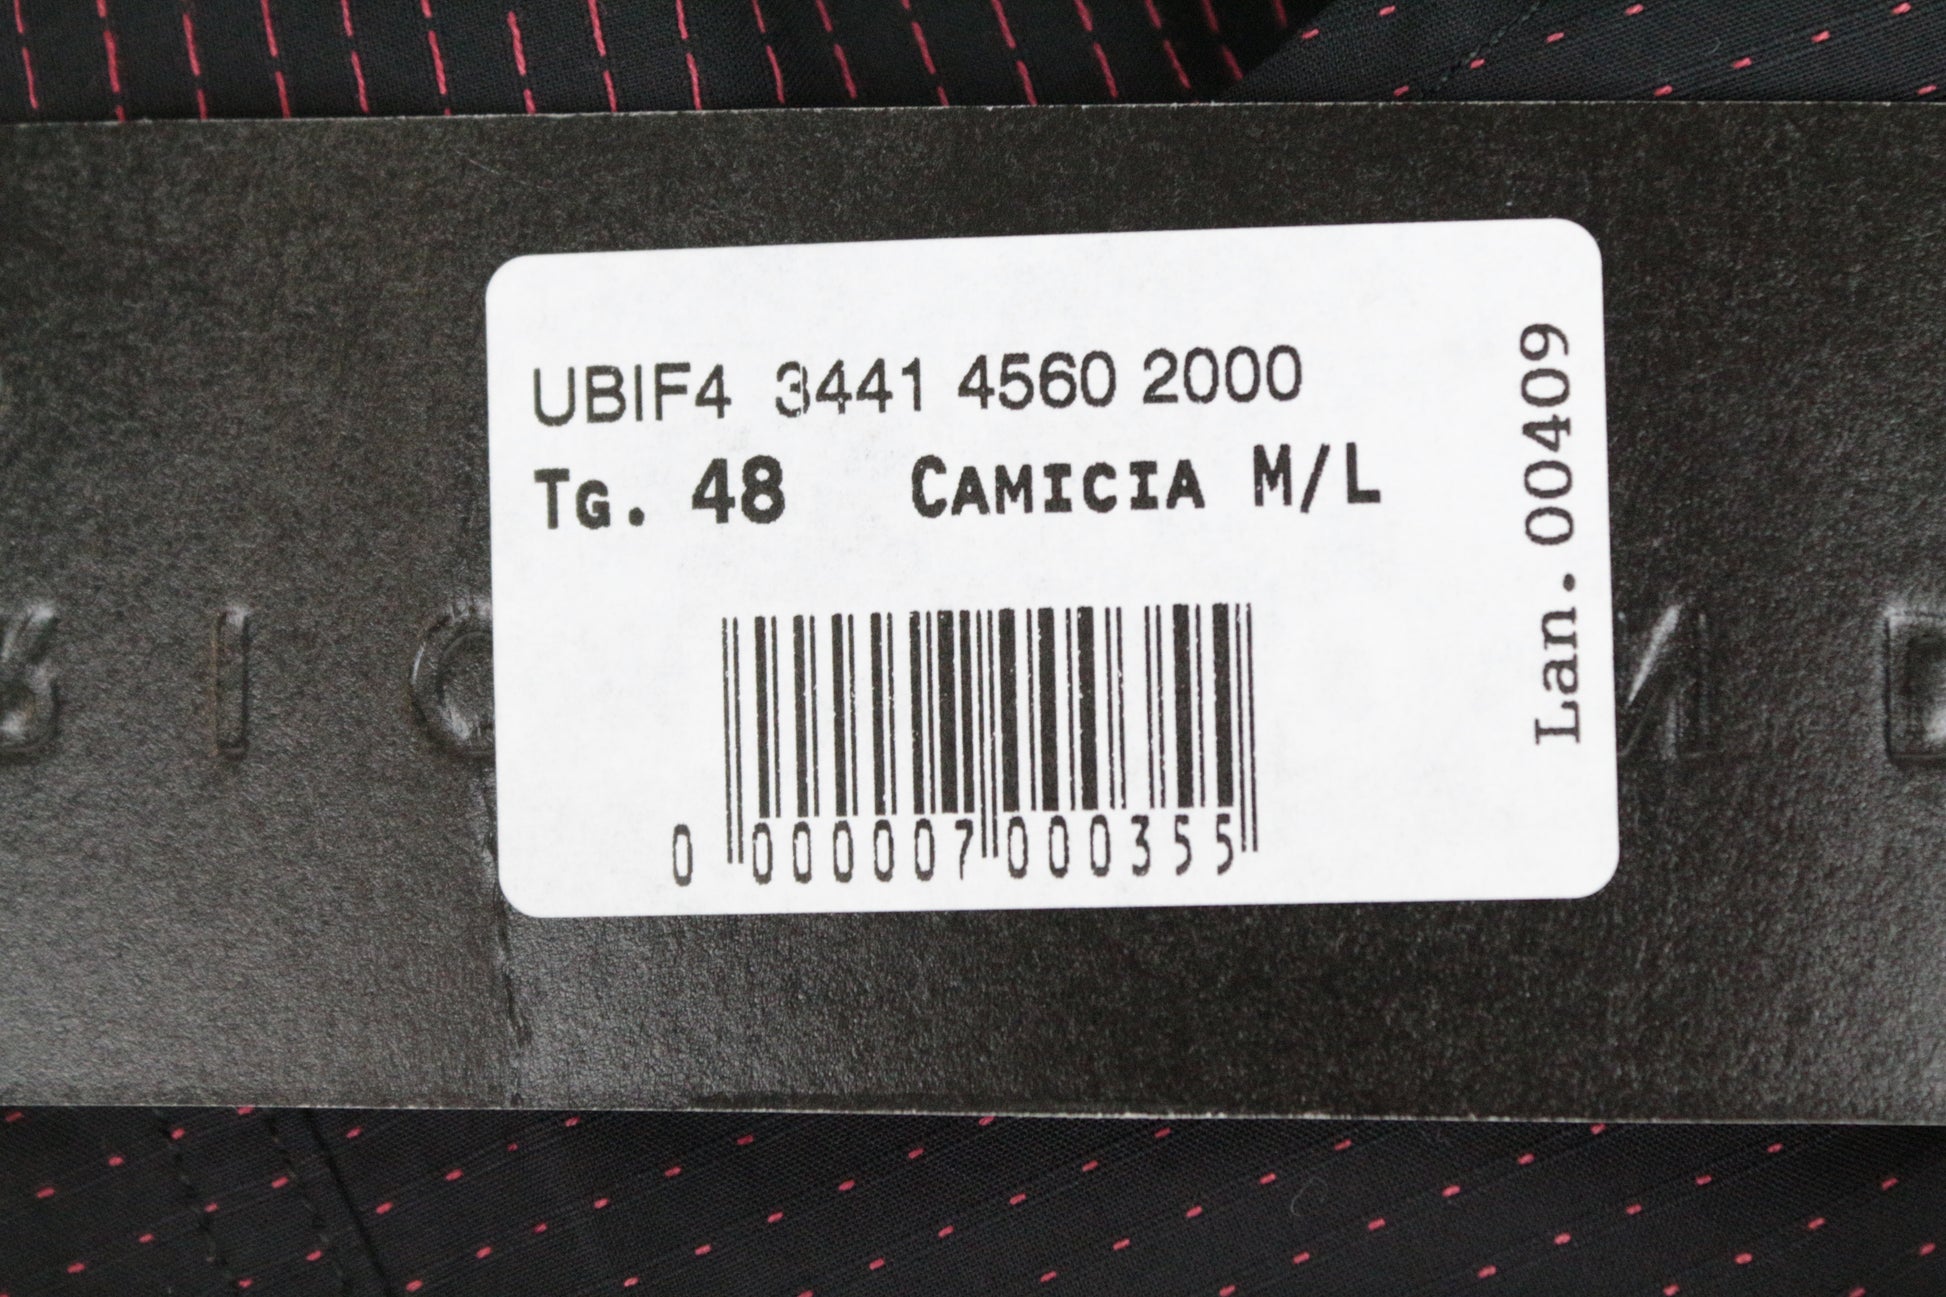 UBIF4 3441 4560 2000
Tg. 48 CAMICIA M/L
0 000007 000355
Lan. 00409